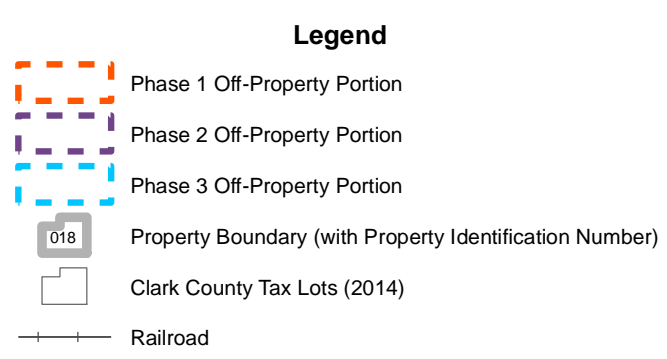 Legend
Phase 1 Off-Property Portion
Phase 2 Off-Property Portion
Phase 3 Off-Property Portion
018 Property Boundary (with Property Identification Number)
Clark County Tax Lots (2014)
Railroad